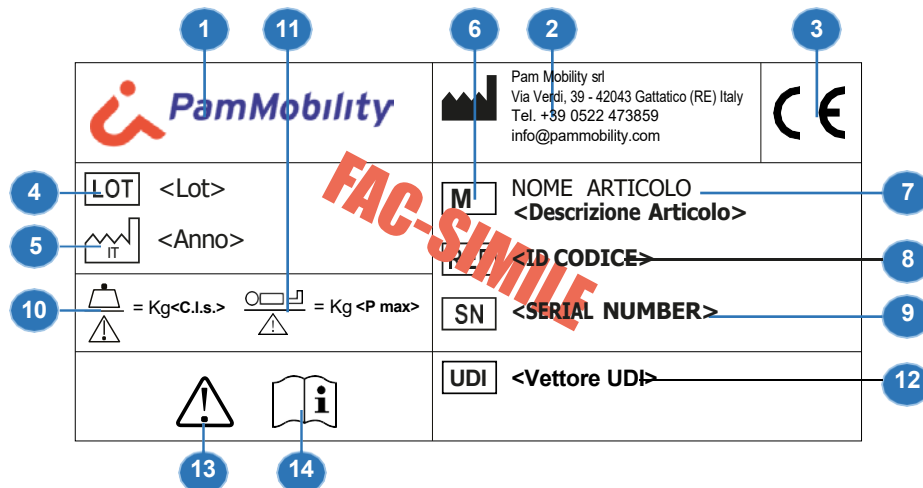 1
11
6
2
3
PamMobility
Pam Mobility srl
Via Verdi, 39 - 42043 Gattatico (RE) Italy
Tel. +39 0522 473859
info@pammobility.com
CE
4
LOT <Lot>
5
IT <Anno>
FAC-SIMILE
M
NOME ARTICOLO
7
<Descrizione Articolo>
<ID CODICE>
8
10
= Kg<C.I.s.>
= Kg <P max>
SN <SERIAL NUMBER>
9
UDI <Vettore UDI>
12
i
13
14